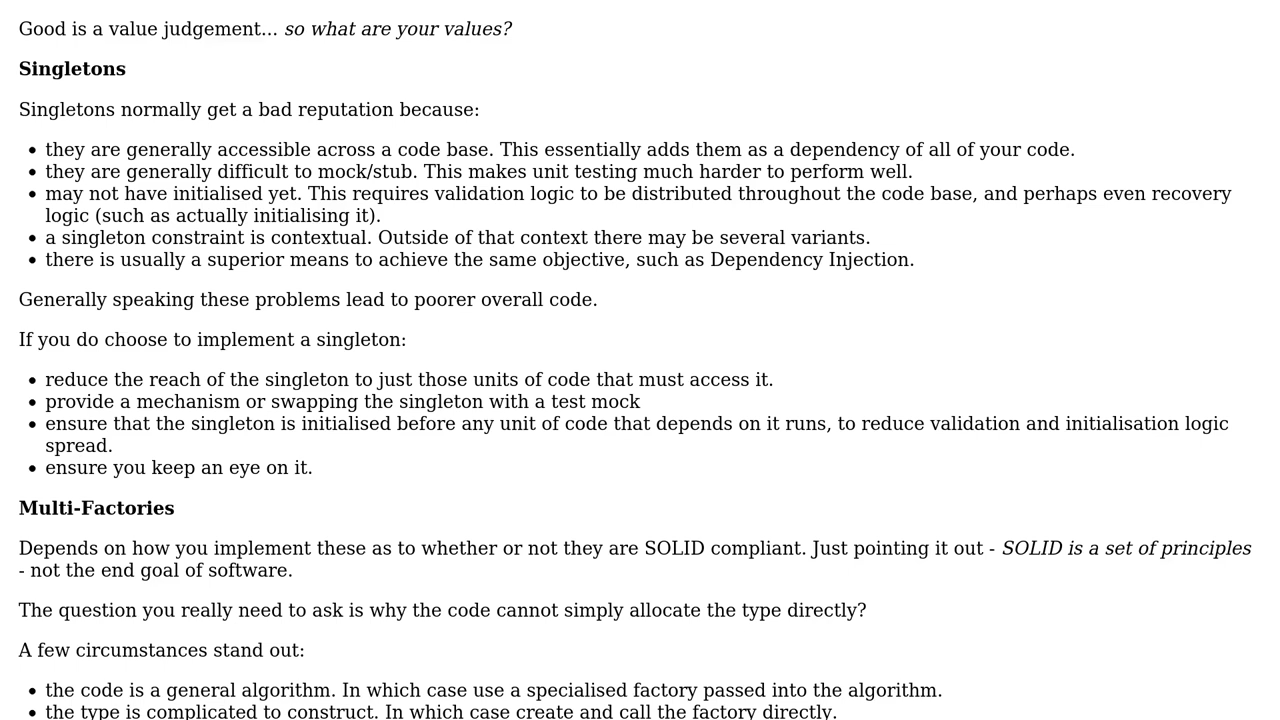 Good is a value judgement... so what are your values?
Singletons
Singletons normally get a bad reputation because:
• they are generally accessible across a code base. This essentially adds them as a dependency of all of your code.
• they are generally difficult to mock/stub. This makes unit testing much harder to perform well.
• may not have initialised yet. This requires validation logic to be distributed throughout the code base, and perhaps even recovery
logic (such as actually initialising it).
• a singleton constraint is contextual. Outside of that context there may be several variants.
• there is usually a superior means to achieve the same objective, such as Dependency Injection.
Generally speaking these problems lead to poorer overall code.
If you do choose to implement a singleton:
• reduce the reach of the singleton to just those units of code that must access it.
• provide a mechanism or swapping the singleton with a test mock
• ensure that the singleton is initialised before any unit of code that depends on it runs, to reduce validation and initialisation logic
spread.
• ensure you keep an eye on it.
Multi-Factories
Depends on how you implement these as to whether or not they are SOLID compliant. Just pointing it out - SOLID is a set of principles
- not the end goal of software.
The question you really need to ask is why the code cannot simply allocate the type directly?
A few circumstances stand out:
• the code is a general algorithm. In which case use a specialised factory passed into the algorithm.
• the type is complicated to construct. In which case create and call the factory directly.